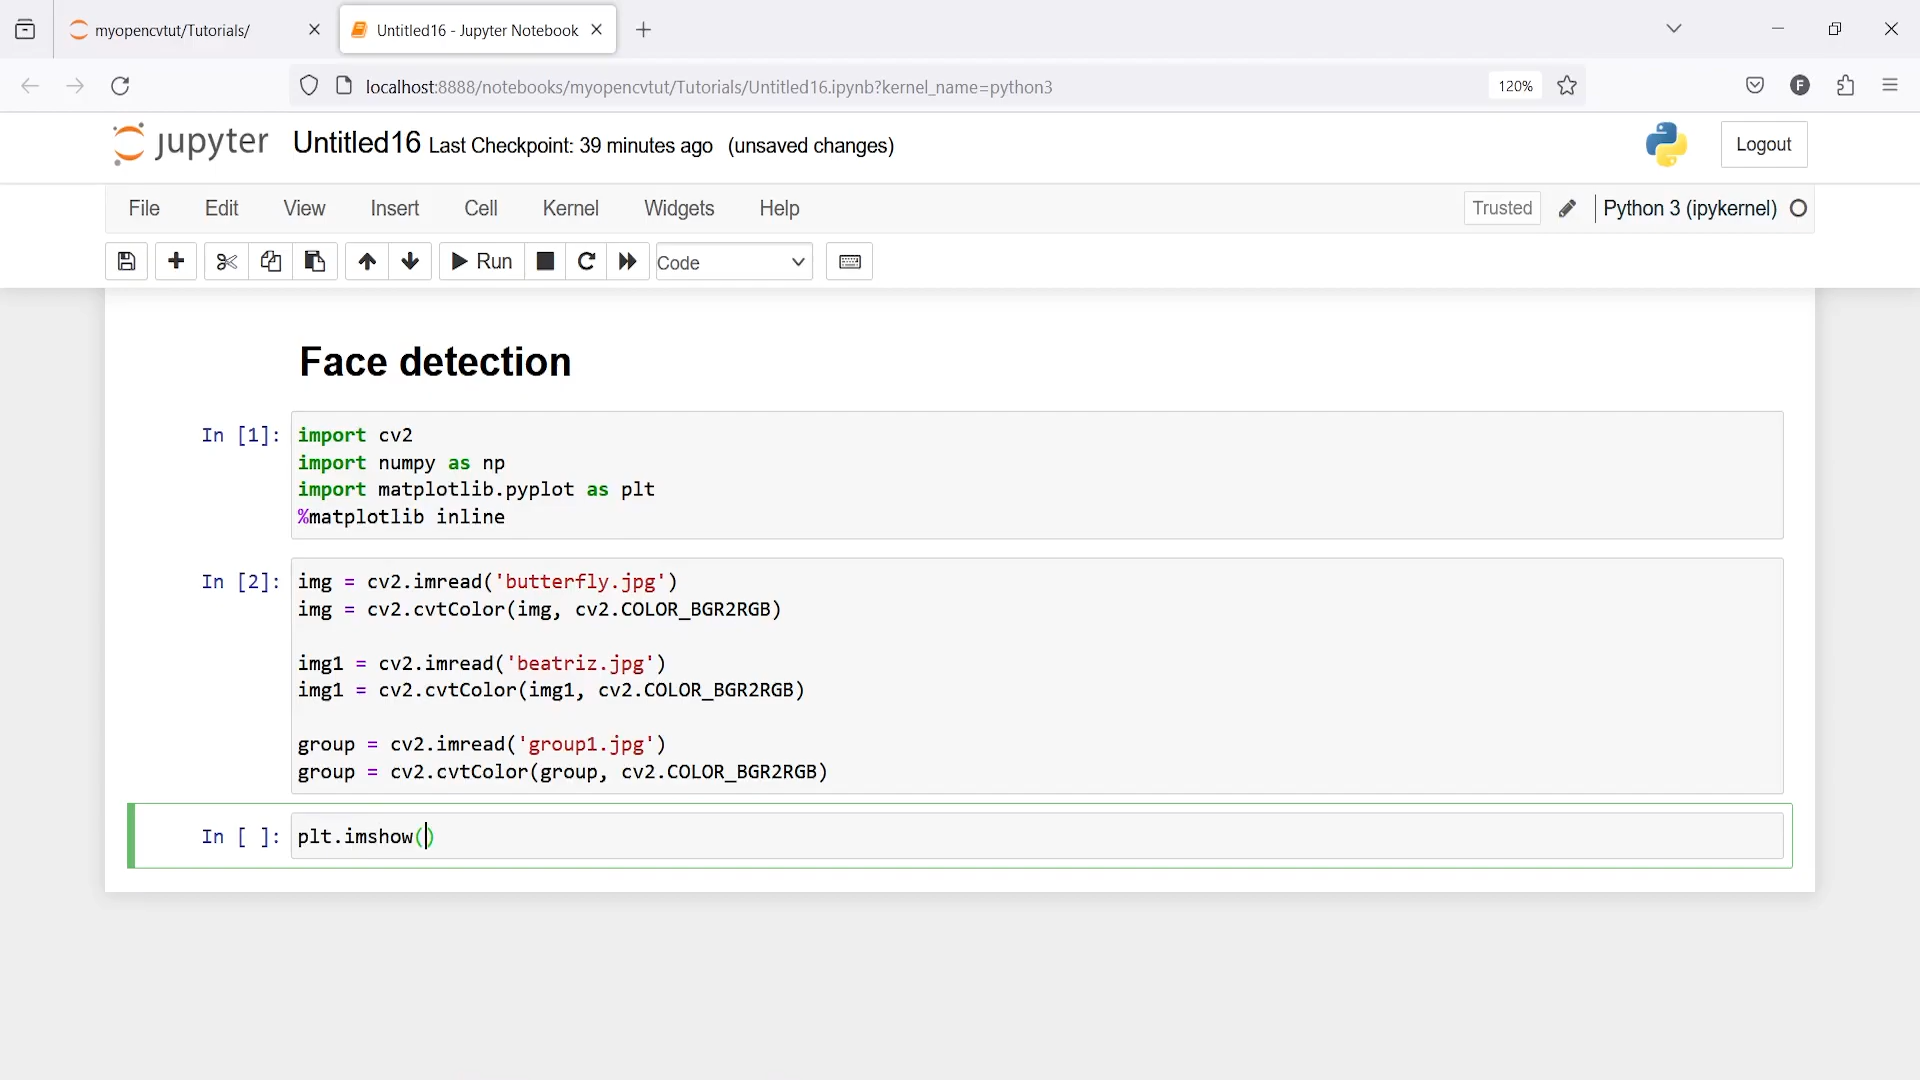 myopencvtut/Tutorials/
Untitled16 - Jupyter Notebook
localhost:8888/notebooks/myopencvtut/Tutorials/Untitled16.ipynb?kernel_name=python3
120%
F
jupyter Untitled16 Last Checkpoint: 39 minutes ago (unsaved changes)
Logout
File Edit View Insert Cell Kernel Widgets Help
Trusted
Python 3 (ipykernel)
Run
Code
Face detection
In [1]:
import cv2
import numpy as np
import matplotlib.pyplot as plt
%matplotlib inline
In [2]:
img = cv2.imread('butterfly.jpg')
img = cv2.cvtColor(img, cv2.COLOR_BGR2RGB)
img1 = cv2.imread('beatriz.jpg')
img1 = cv2.cvtColor(img1, cv2.COLOR_BGR2RGB)
group = cv2.imread('group1.jpg')
group = cv2.cvtColor(group, cv2.COLOR_BGR2RGB)
In [ ]:
plt.imshow()